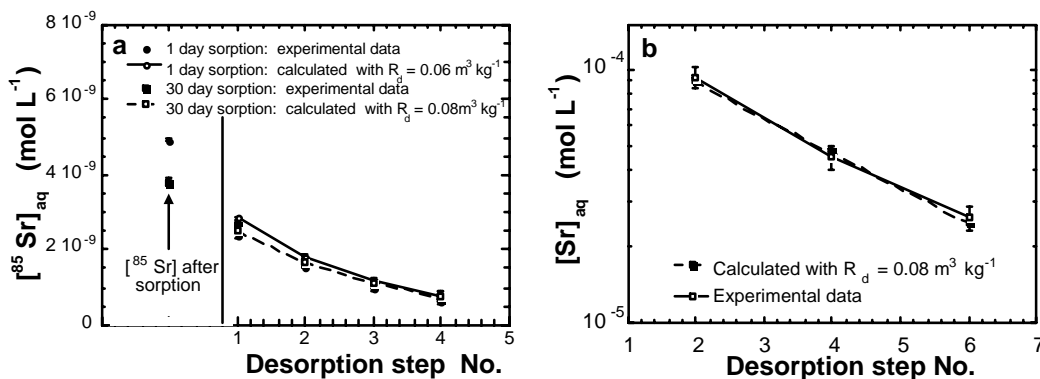 a
1 day sorption: experimental data
1 day sorption: calculated with R_d = 0.06 m³ kg⁻¹
30 day sorption: experimental data
30 day sorption: calculated with R_d = 0.08m³ kg⁻¹
[⁸⁵Sr]_aq (mol L⁻¹)
8 10⁻⁹
6 10⁻⁹
4 10⁻⁹
2 10⁻⁹
0
[⁸⁵Sr] after
sorption
1 2 3 4 5
Desorption step No.
b
[Sr]_aq (mol L⁻¹)
10⁻⁴
10⁻⁵
Calculated with R_d = 0.08 m³ kg⁻¹
Experimental data
1 2 3 4 5 6 7
Desorption step No.